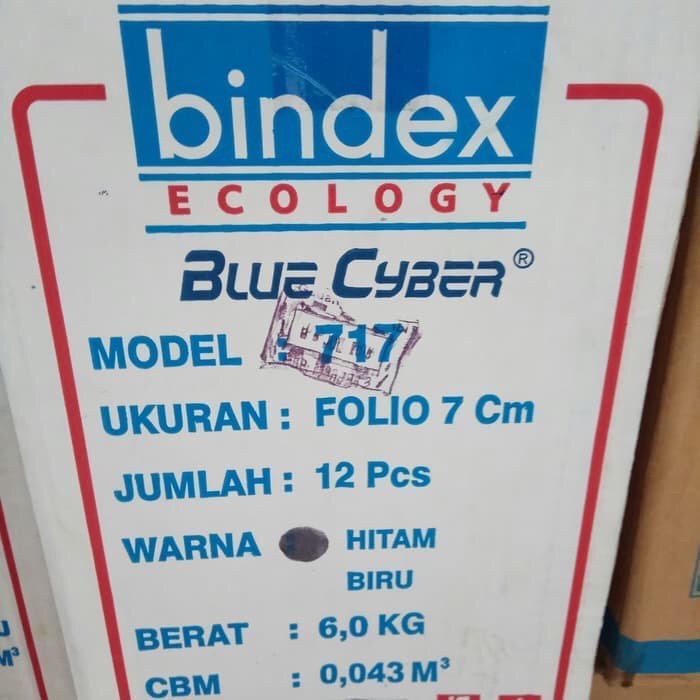 bindex
ECOLOGY
BLUE CYBER®
MODEL : 717
UKURAN : FOLIO 7 Cm
JUMLAH : 12 Pcs
WARNA : HITAM
BIRU
BERAT : 6,0 KG
CBM : 0,043 M³
M³